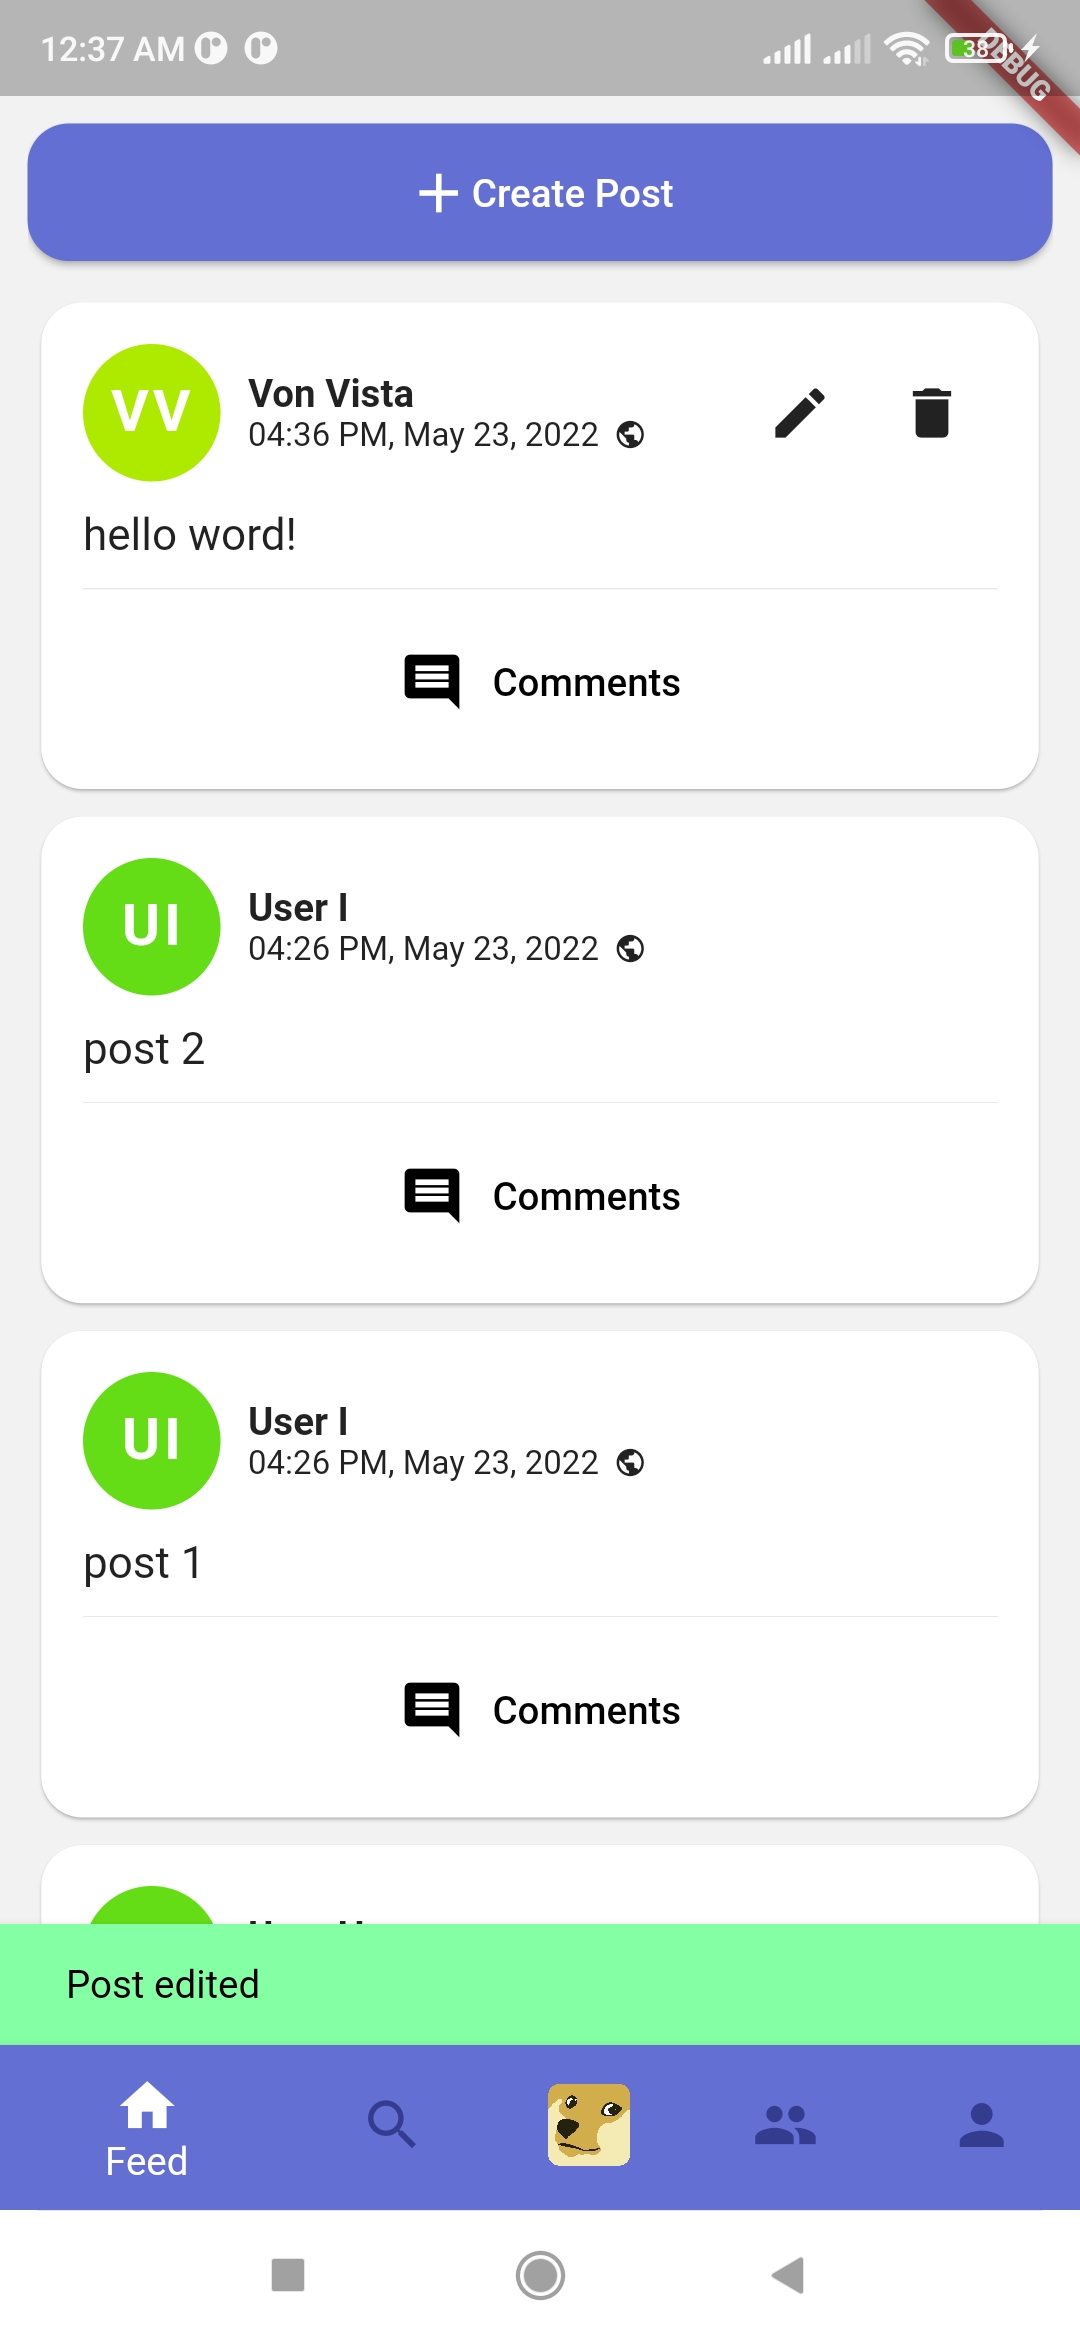 12:37 AM
38
DEBUG
Create Post
VV
Von Vista
04:36 PM, May 23, 2022
hello word!
Comments
UI
User I
04:26 PM, May 23, 2022
post 2
Comments
UI
User I
04:26 PM, May 23, 2022
post 1
Comments
Post edited
Feed